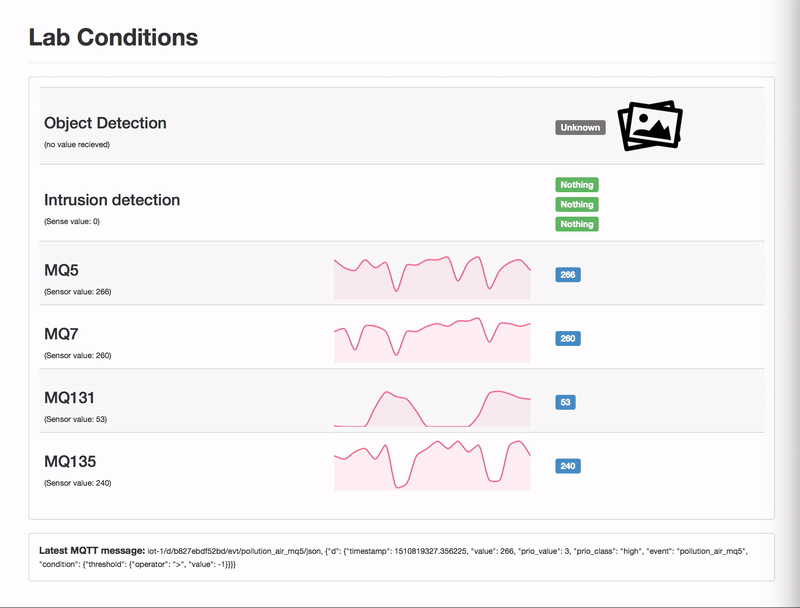 Lab Conditions
Object Detection
(no value recieved)
Unknown
Intrusion detection
(Sense value: 0)
Nothing
Nothing
Nothing
MQ5
(Sensor value: 266)
266
MQ7
(Sensor value: 260)
260
MQ131
(Sensor value: 53)
53
MQ135
(Sensor value: 240)
240
Latest MQTT message: iot-1/d/b827ebdf52bd/evt/pollution_air_mq5/json, {"d": {"timestamp": 1510819327.356225, "value": 266, "prio_value": 3, "prio_class": "high", "event": "pollution_air_mq5",
"condition": {"threshold": {"operator": ">", "value": -1}}}}